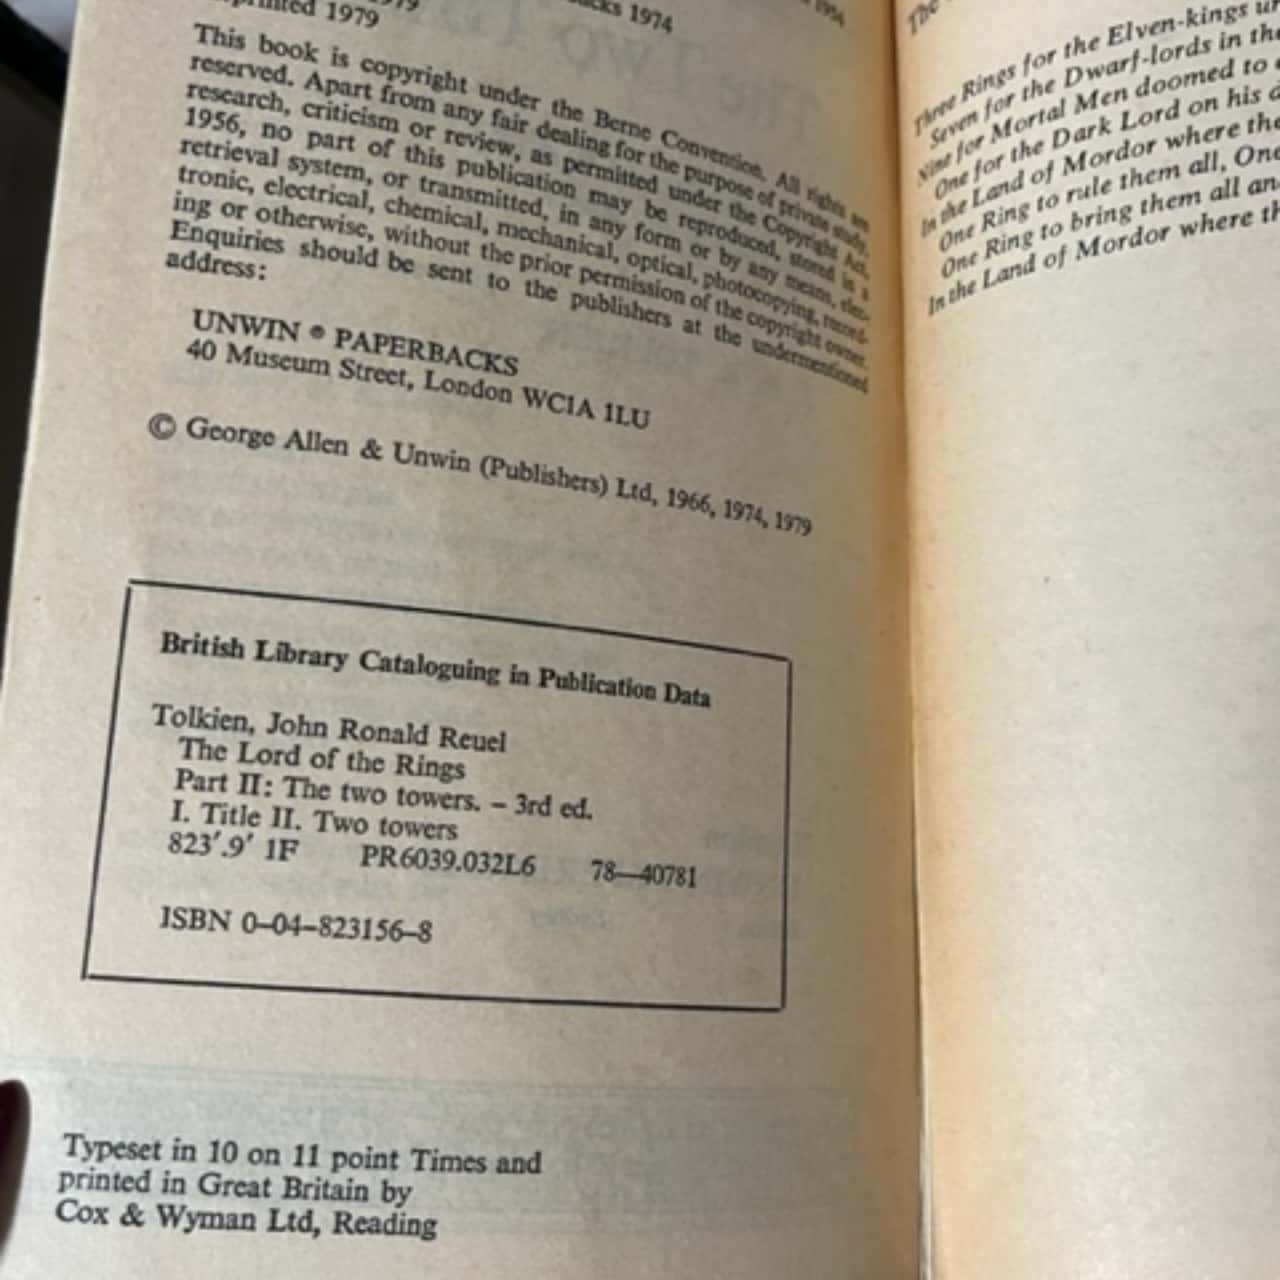 1979
1974
1954
printed 1979
This book is copyright under the Berne Convention. All rights are
reserved. Apart from any fair dealing for the purpose of private study,
research, criticism or review, as permitted under the Copyright Act,
1956, no part of this publication may be reproduced, stored in a
retrieval system, or transmitted, in any form or by any means, elec-
tronic, electrical, chemical, mechanical, optical, photocopying, record-
ing or otherwise, without the prior permission of the copyright owner.
Enquiries should be sent to the publishers at the undermentioned
address:
UNWIN ® PAPERBACKS
40 Museum Street, London WC1A 1LU
© George Allen & Unwin (Publishers) Ltd, 1966, 1974, 1979
British Library Cataloguing in Publication Data
Tolkien, John Ronald Reuel
The Lord of the Rings
Part II: The two towers. – 3rd ed.
I. Title II. Two towers
823'.9' 1F PR6039.032L6 78—40781
ISBN 0–04–823156–8
Typeset in 10 on 11 point Times and
printed in Great Britain by
Cox & Wyman Ltd, Reading
The
Three Rings for the Elven-kings
Seven for the Dwarf-lords in the
Nine for Mortal Men doomed to
One for the Dark Lord on his
In the Land of Mordor where the
One Ring to rule them all, One
One Ring to bring them all
In the Land of Mordor where